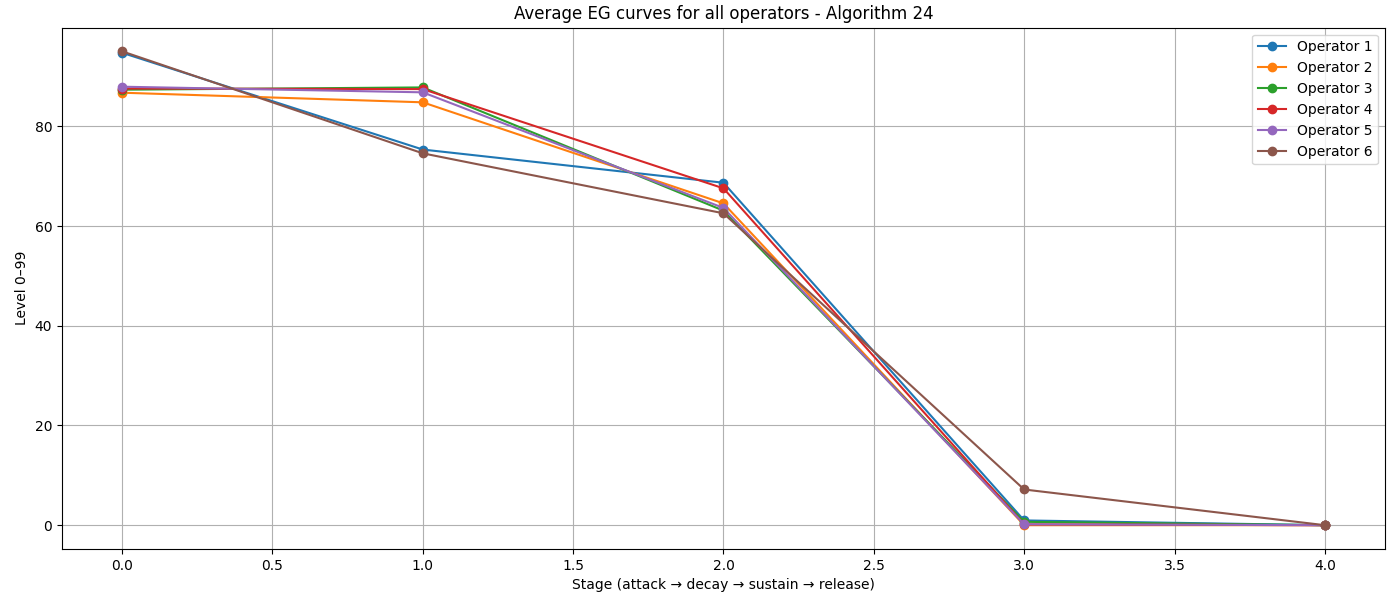 Average EG curves for all operators - Algorithm 24
Level 0–99
80
60
40
20
0
0.0 0.5 1.0 1.5 2.0 2.5 3.0 3.5 4.0
Stage (attack → decay → sustain → release)
Operator 1
Operator 2
Operator 3
Operator 4
Operator 5
Operator 6